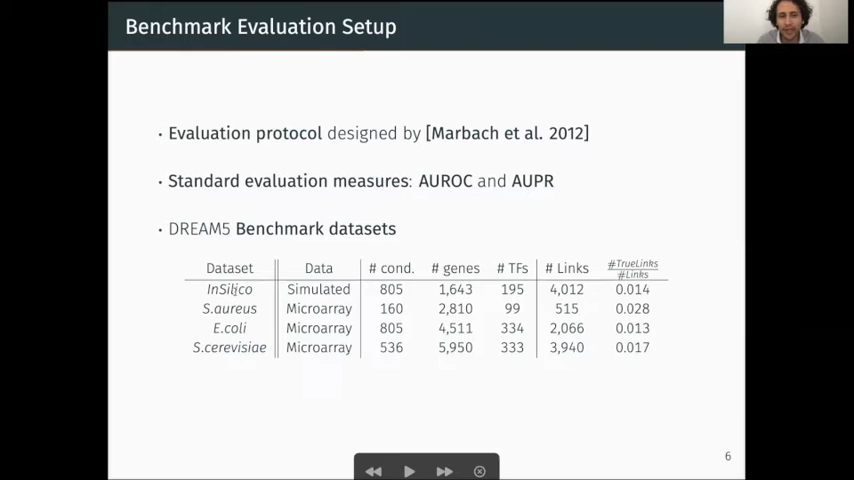 Benchmark Evaluation Setup
· Evaluation protocol designed by [Marbach et al. 2012]
· Standard evaluation measures: AUROC and AUPR
· DREAM5 Benchmark datasets
Dataset Data # cond. # genes # TFs # Links #TrueLinks/#Links
InSilico Simulated 805 1,643 195 4,012 0.014
S.aureus Microarray 160 2,810 99 515 0.028
E.coli Microarray 805 4,511 334 2,066 0.013
S.cerevisiae Microarray 536 5,950 333 3,940 0.017
6